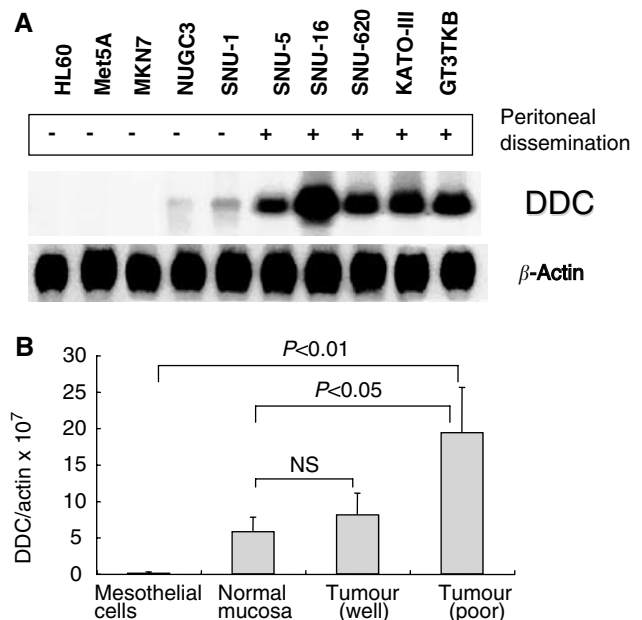 A
HL60 Met5A MKN7 NUGC3 SNU-1 SNU-5 SNU-16 SNU-620 KATO-III GT3TKB
- - - - - + + + + +
Peritoneal
dissemination
DDC
β-Actin
B
DDC/actin x 10⁷
30
25
20
15
10
5
0
P<0.01
P<0.05
NS
Mesothelial
cells
Normal
mucosa
Tumour
(well)
Tumour
(poor)